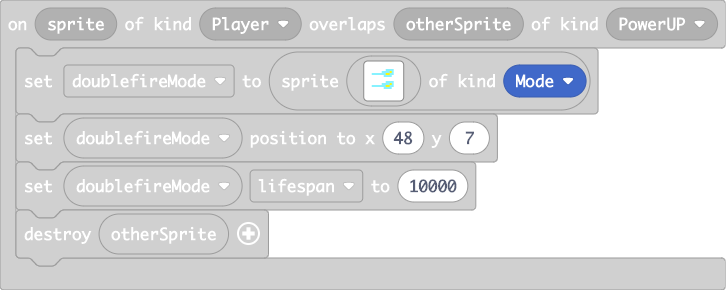 on sprite of kind Player overlaps otherSprite of kind PowerUP
set doublefireMode to sprite of kind Mode
set doublefireMode position to x 48 y 7
set doublefireMode lifespan to 10000
destroy otherSprite